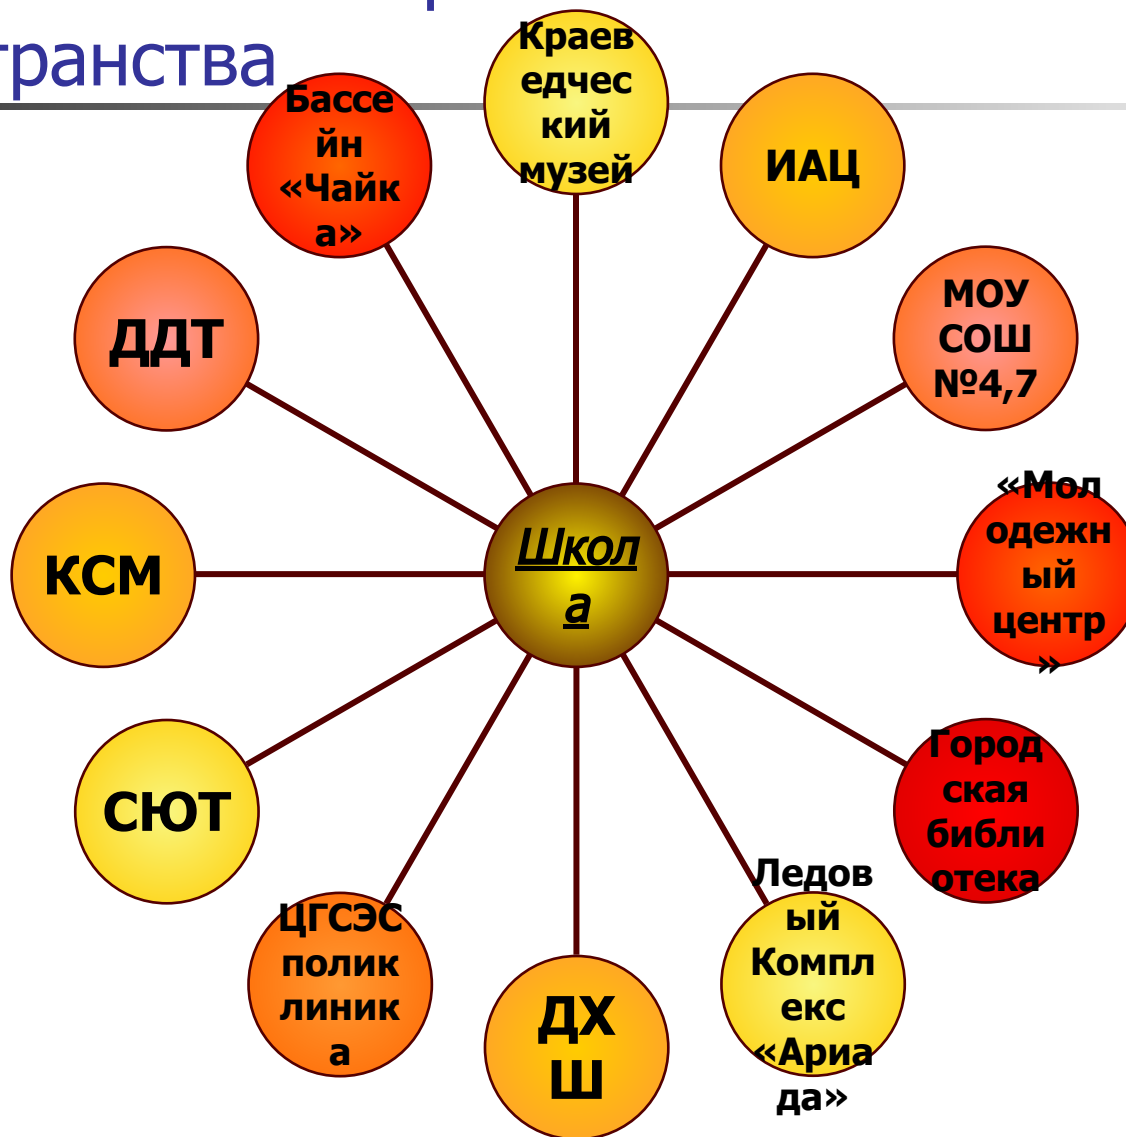 транства
Краев
едчес
кий
музей
ИАЦ
МОУ
СОШ
№4,7
«Мол
одежн
ый
центр
»
Город
ская
библи
отека
Ледов
ый
Компл
екс
«Ариа
да»
ДХ
Ш
ЦГСЭС
полик
линик
а
СЮТ
КСМ
ДДТ
Бассе
йн
«Чайк
а»
Школ
а